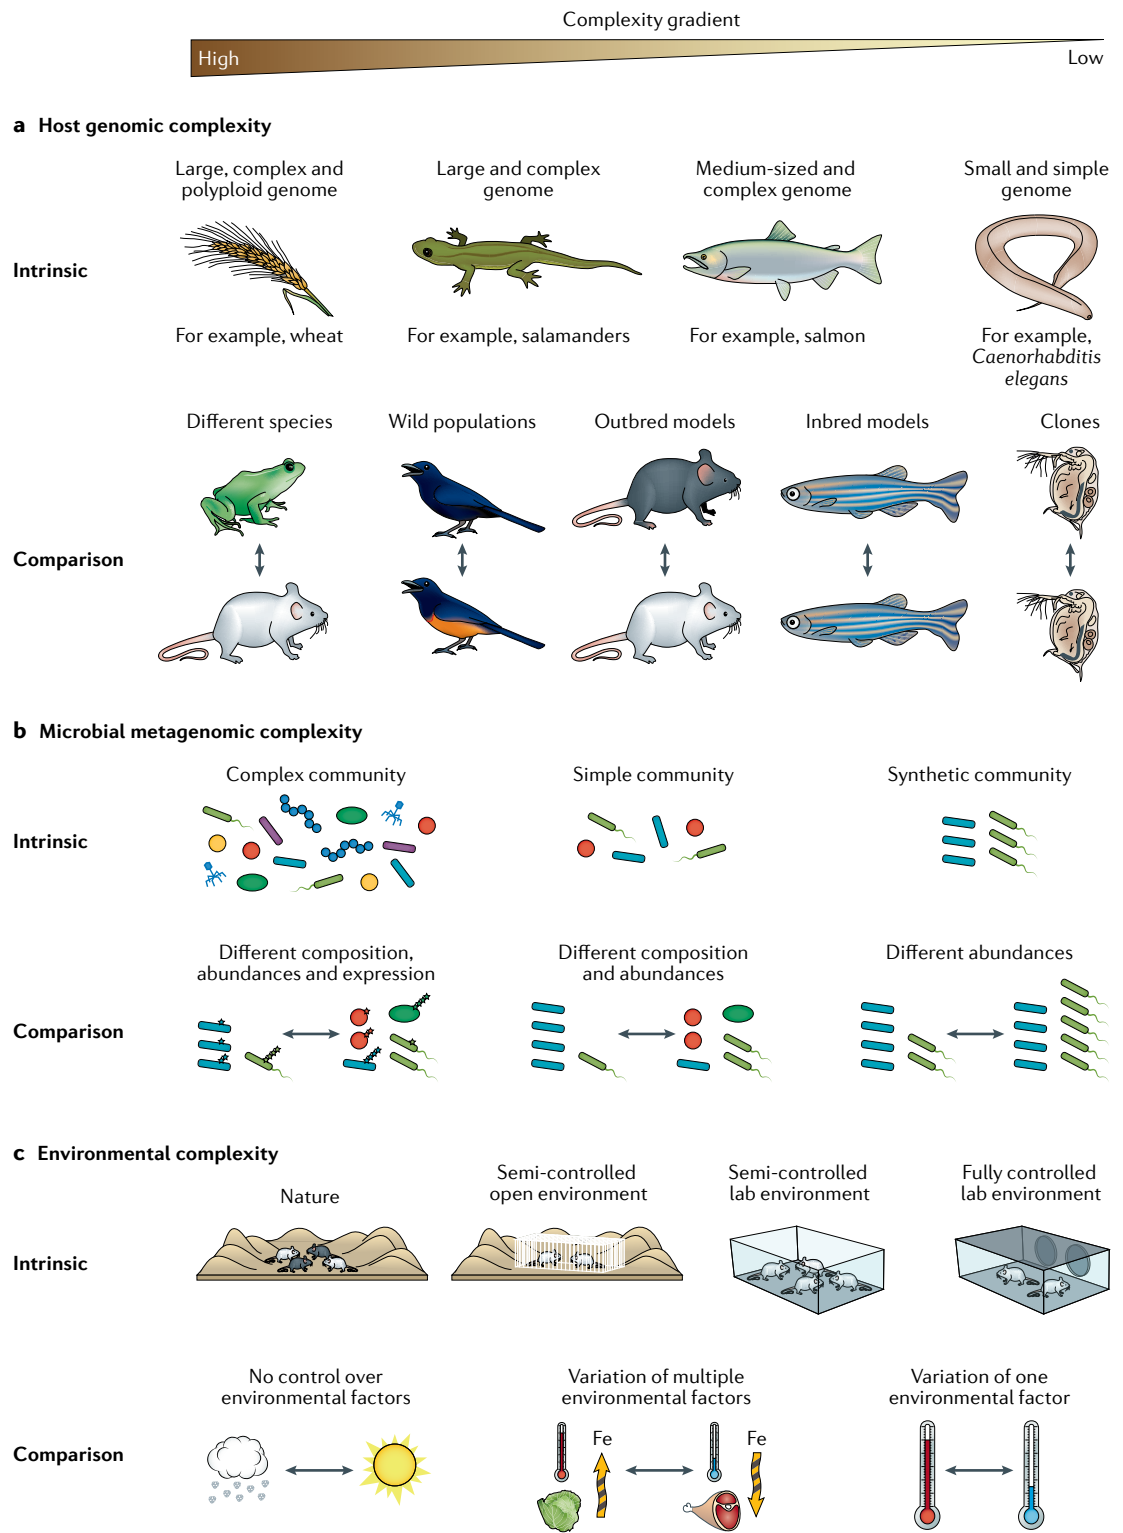 Complexity gradient
High
Low
a Host genomic complexity
Large, complex and
polyploid genome
Large and complex
genome
Medium-sized and
complex genome
Small and simple
genome
Intrinsic
For example, wheat
For example, salamanders
For example, salmon
For example,
Caenorhabditis
elegans
Different species
Wild populations
Outbred models
Inbred models
Clones
Comparison
b Microbial metagenomic complexity
Complex community
Simple community
Synthetic community
Intrinsic
Different composition,
abundances and expression
Different composition
and abundances
Different abundances
Comparison
c Environmental complexity
Nature
Semi-controlled
open environment
Semi-controlled
lab environment
Fully controlled
lab environment
Intrinsic
No control over
environmental factors
Variation of multiple
environmental factors
Variation of one
environmental factor
Comparison
Fe
Fe